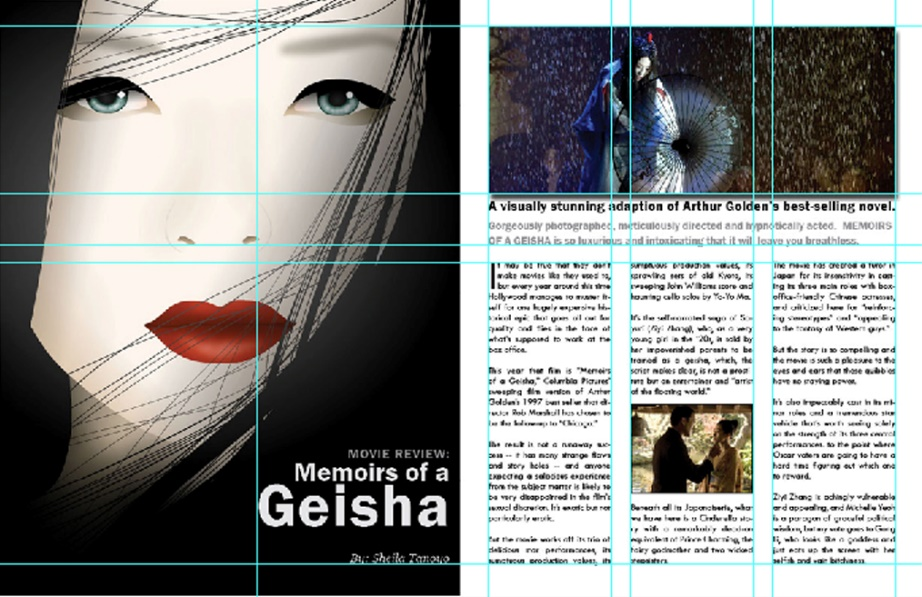 MOVIE REVIEW:
Memoirs of a
Geisha
By: Sheila Tanoyo
A visually stunning adaption of Arthur Golden's best-selling novel.
Gorgeously photographed, meticulously directed and hypnotically acted. MEMOIRS
OF A GEISHA is so luxurious and intoxicating that it will leave you breathless.
It may be true that they don't
make movies like they used to,
but every year around this time
Hollywood manages to muster it-
self for one hugely expensive his-
torical epic that goes all out for
quality and flies in the face of
what's supposed to work at the
box office.
This year that film is "Memoirs
of a Geisha," Columbia Pictures'
sweeping film version of Arthur
Golden's 1997 best seller that di-
rector Rob Marshall has chosen to
be the followup to "Chicago."
The result is not a runaway suc-
cess -- it has many strange flaws
and story holes -- and anyone
expecting a salacious experience
from the subject matter is likely to
be very disappointed in the film's
sexual discretion. It's exotic but not
particularly erotic.
But the movie works off its trio of
delicious star performances, its
sumptuous production values, its
sumptuous production values, its
sprawling sets of old Kyoto, its
sweeping John Williams score and
haunting cello solos by Yo-Yo Ma.
It's the self-narrated saga of Sa-
yuri (Ziyi Zhang), who, as a very
young girl in the '20s, is sold by
her impoverished parents to be
trained as a geisha, which, the
script makes clear, is not a prosti-
tute but an entertainer and "artist
of the floating world."
Beneath all its Japanobects, what
we have here is a Cinderella sto-
ry with a remarkably decadent
equivalent of Prince Charming, the
fairy godmother and two wicked
stepsisters.
The movie has created a furor in
Japan for its insensitivity in cast-
ing its three main roles with box-
office-friendly Chinese actresses,
and criticized here for "reinforc-
ing stereotypes" and "appealing
to the fantasy of Western guys."
But the story is so compelling and
the movie is such a pleasure to the
eyes and ears that those quibbles
have no staying power.
It's also impeccably cast in its mi-
nor roles and a tremendous star
vehicle that's worth seeing solely
on the strength of its three central
performances, to the point where
Oscar voters are going to have a
hard time figuring out which one
to reward.
Ziyi Zhang is achingly vulnerable
and appealing, and Michelle Yeoh
is a paragon of graceful political
wisdom, but my vote goes to Gong
Li, who looks like a goddess and
just eats up the screen with her
selfish and vain bitchiness.